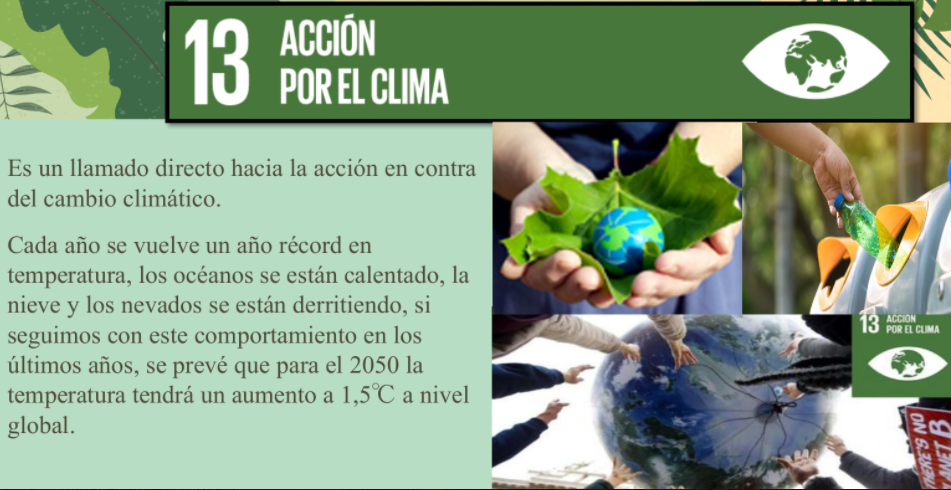 13 ACCIÓN
POR EL CLIMA
Es un llamado directo hacia la acción en contra
del cambio climático.
Cada año se vuelve un año récord en
temperatura, los océanos se están calentado, la
nieve y los nevados se están derritiendo, si
seguimos con este comportamiento en los
últimos años, se prevé que para el 2050 la
temperatura tendrá un aumento a 1,5℃ a nivel
global.
13 ACCIÓN
POR EL CLIMA
THERE'S NO
B